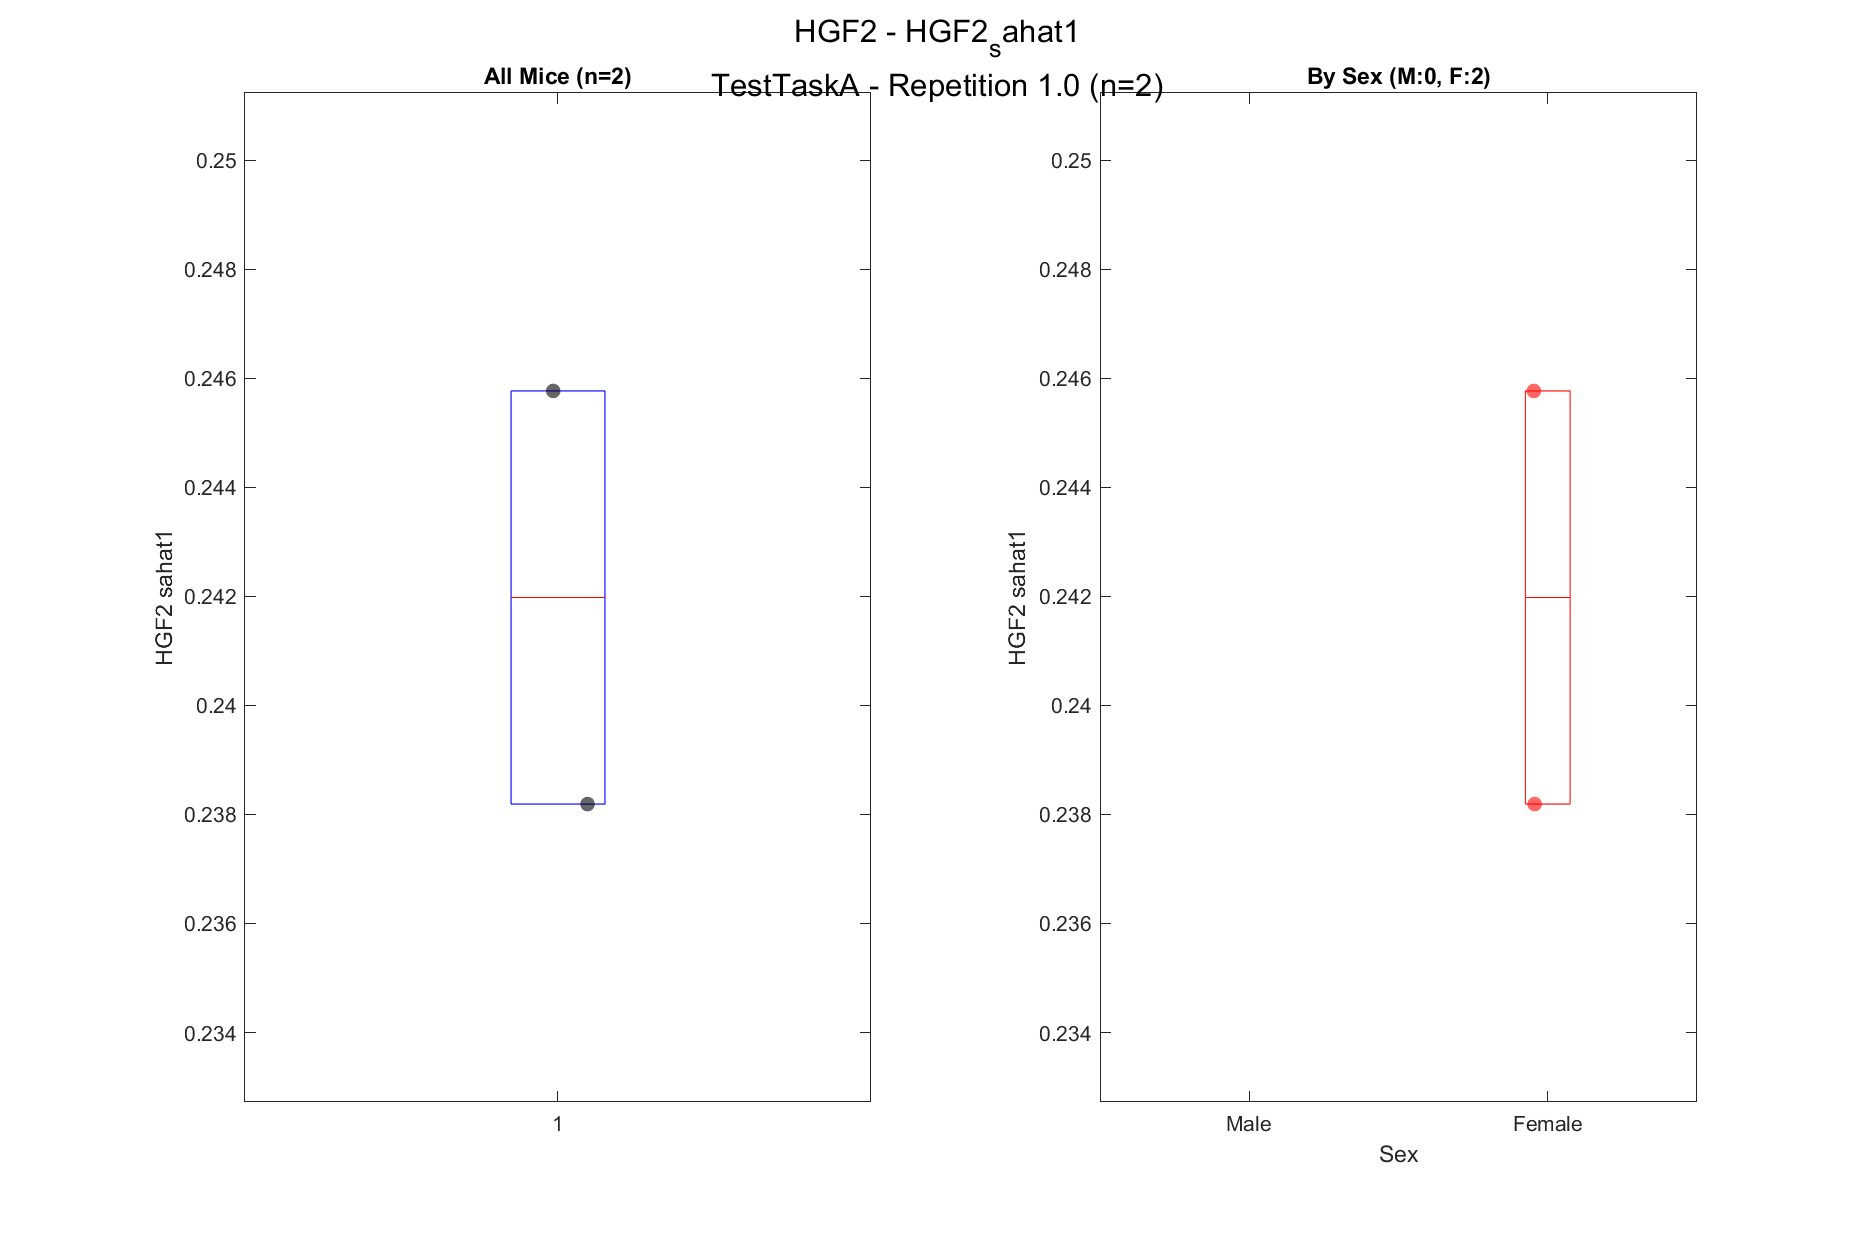 HGF2 - HGF2sahat1
TestTaskA - Repetition 1.0 (n=2)
All Mice (n=2)
0.25
0.248
0.246
0.244
0.242
0.24
0.238
0.236
0.234
HGF2 sahat1
1
By Sex (M:0, F:2)
0.25
0.248
0.246
0.244
0.242
0.24
0.238
0.236
0.234
HGF2 sahat1
Male Female
Sex